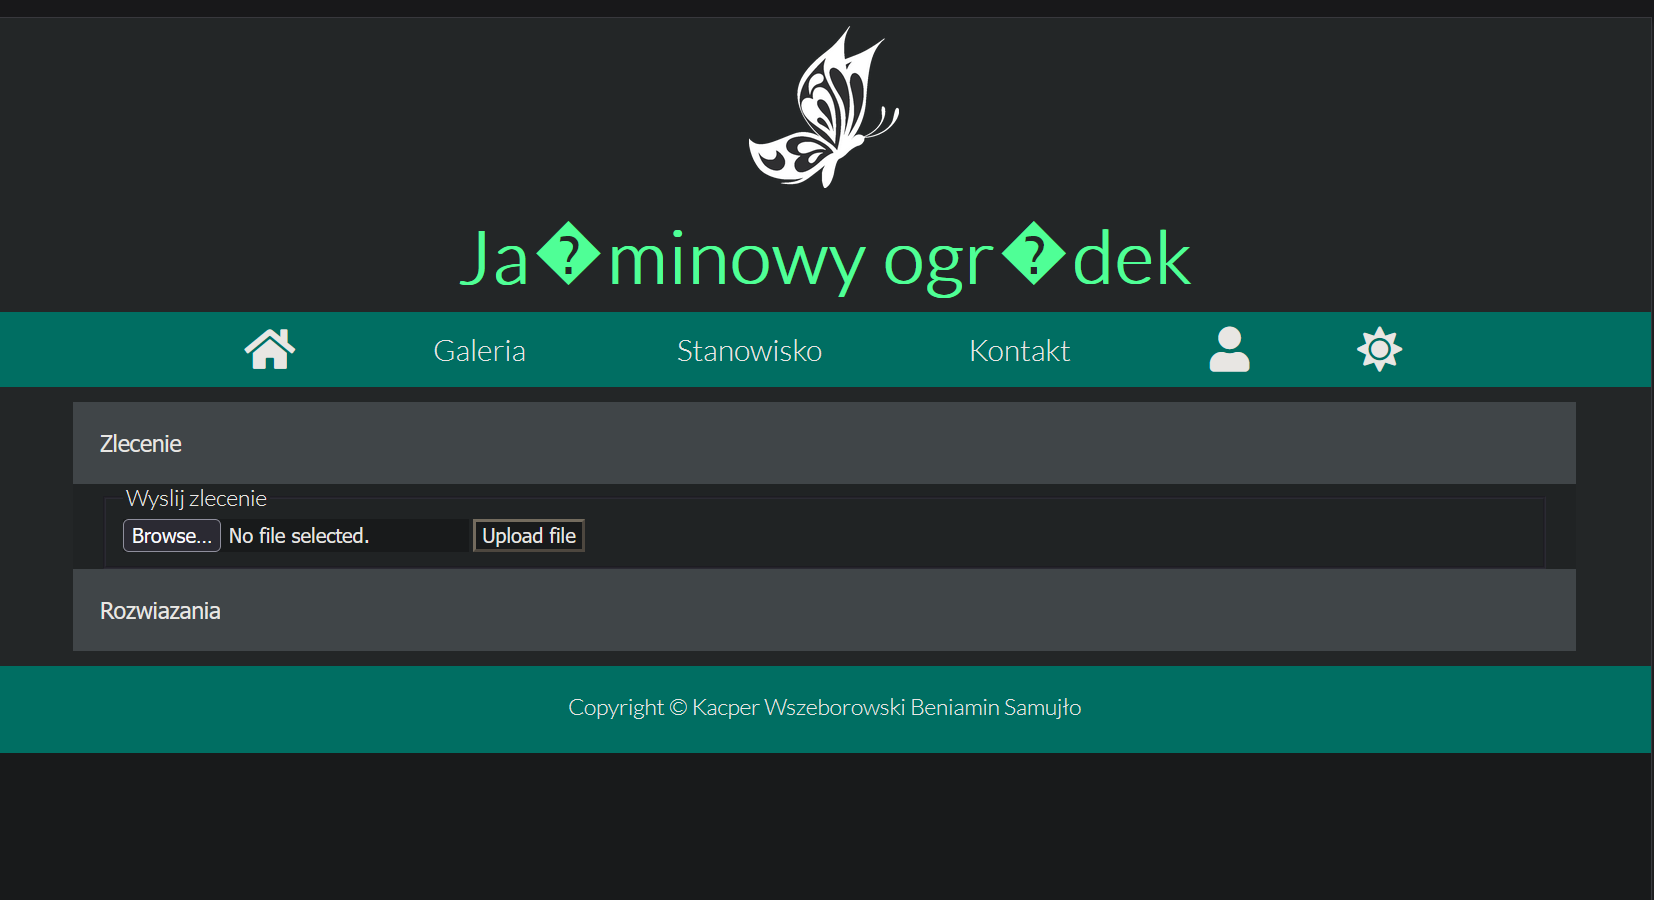 Ja�minowy ogr�dek
Galeria Stanowisko Kontakt
Zlecenie
Wyslij zlecenie
Browse... No file selected. Upload file
Rozwiazania
Copyright © Kacper Wszeborowski Beniamin Samujło